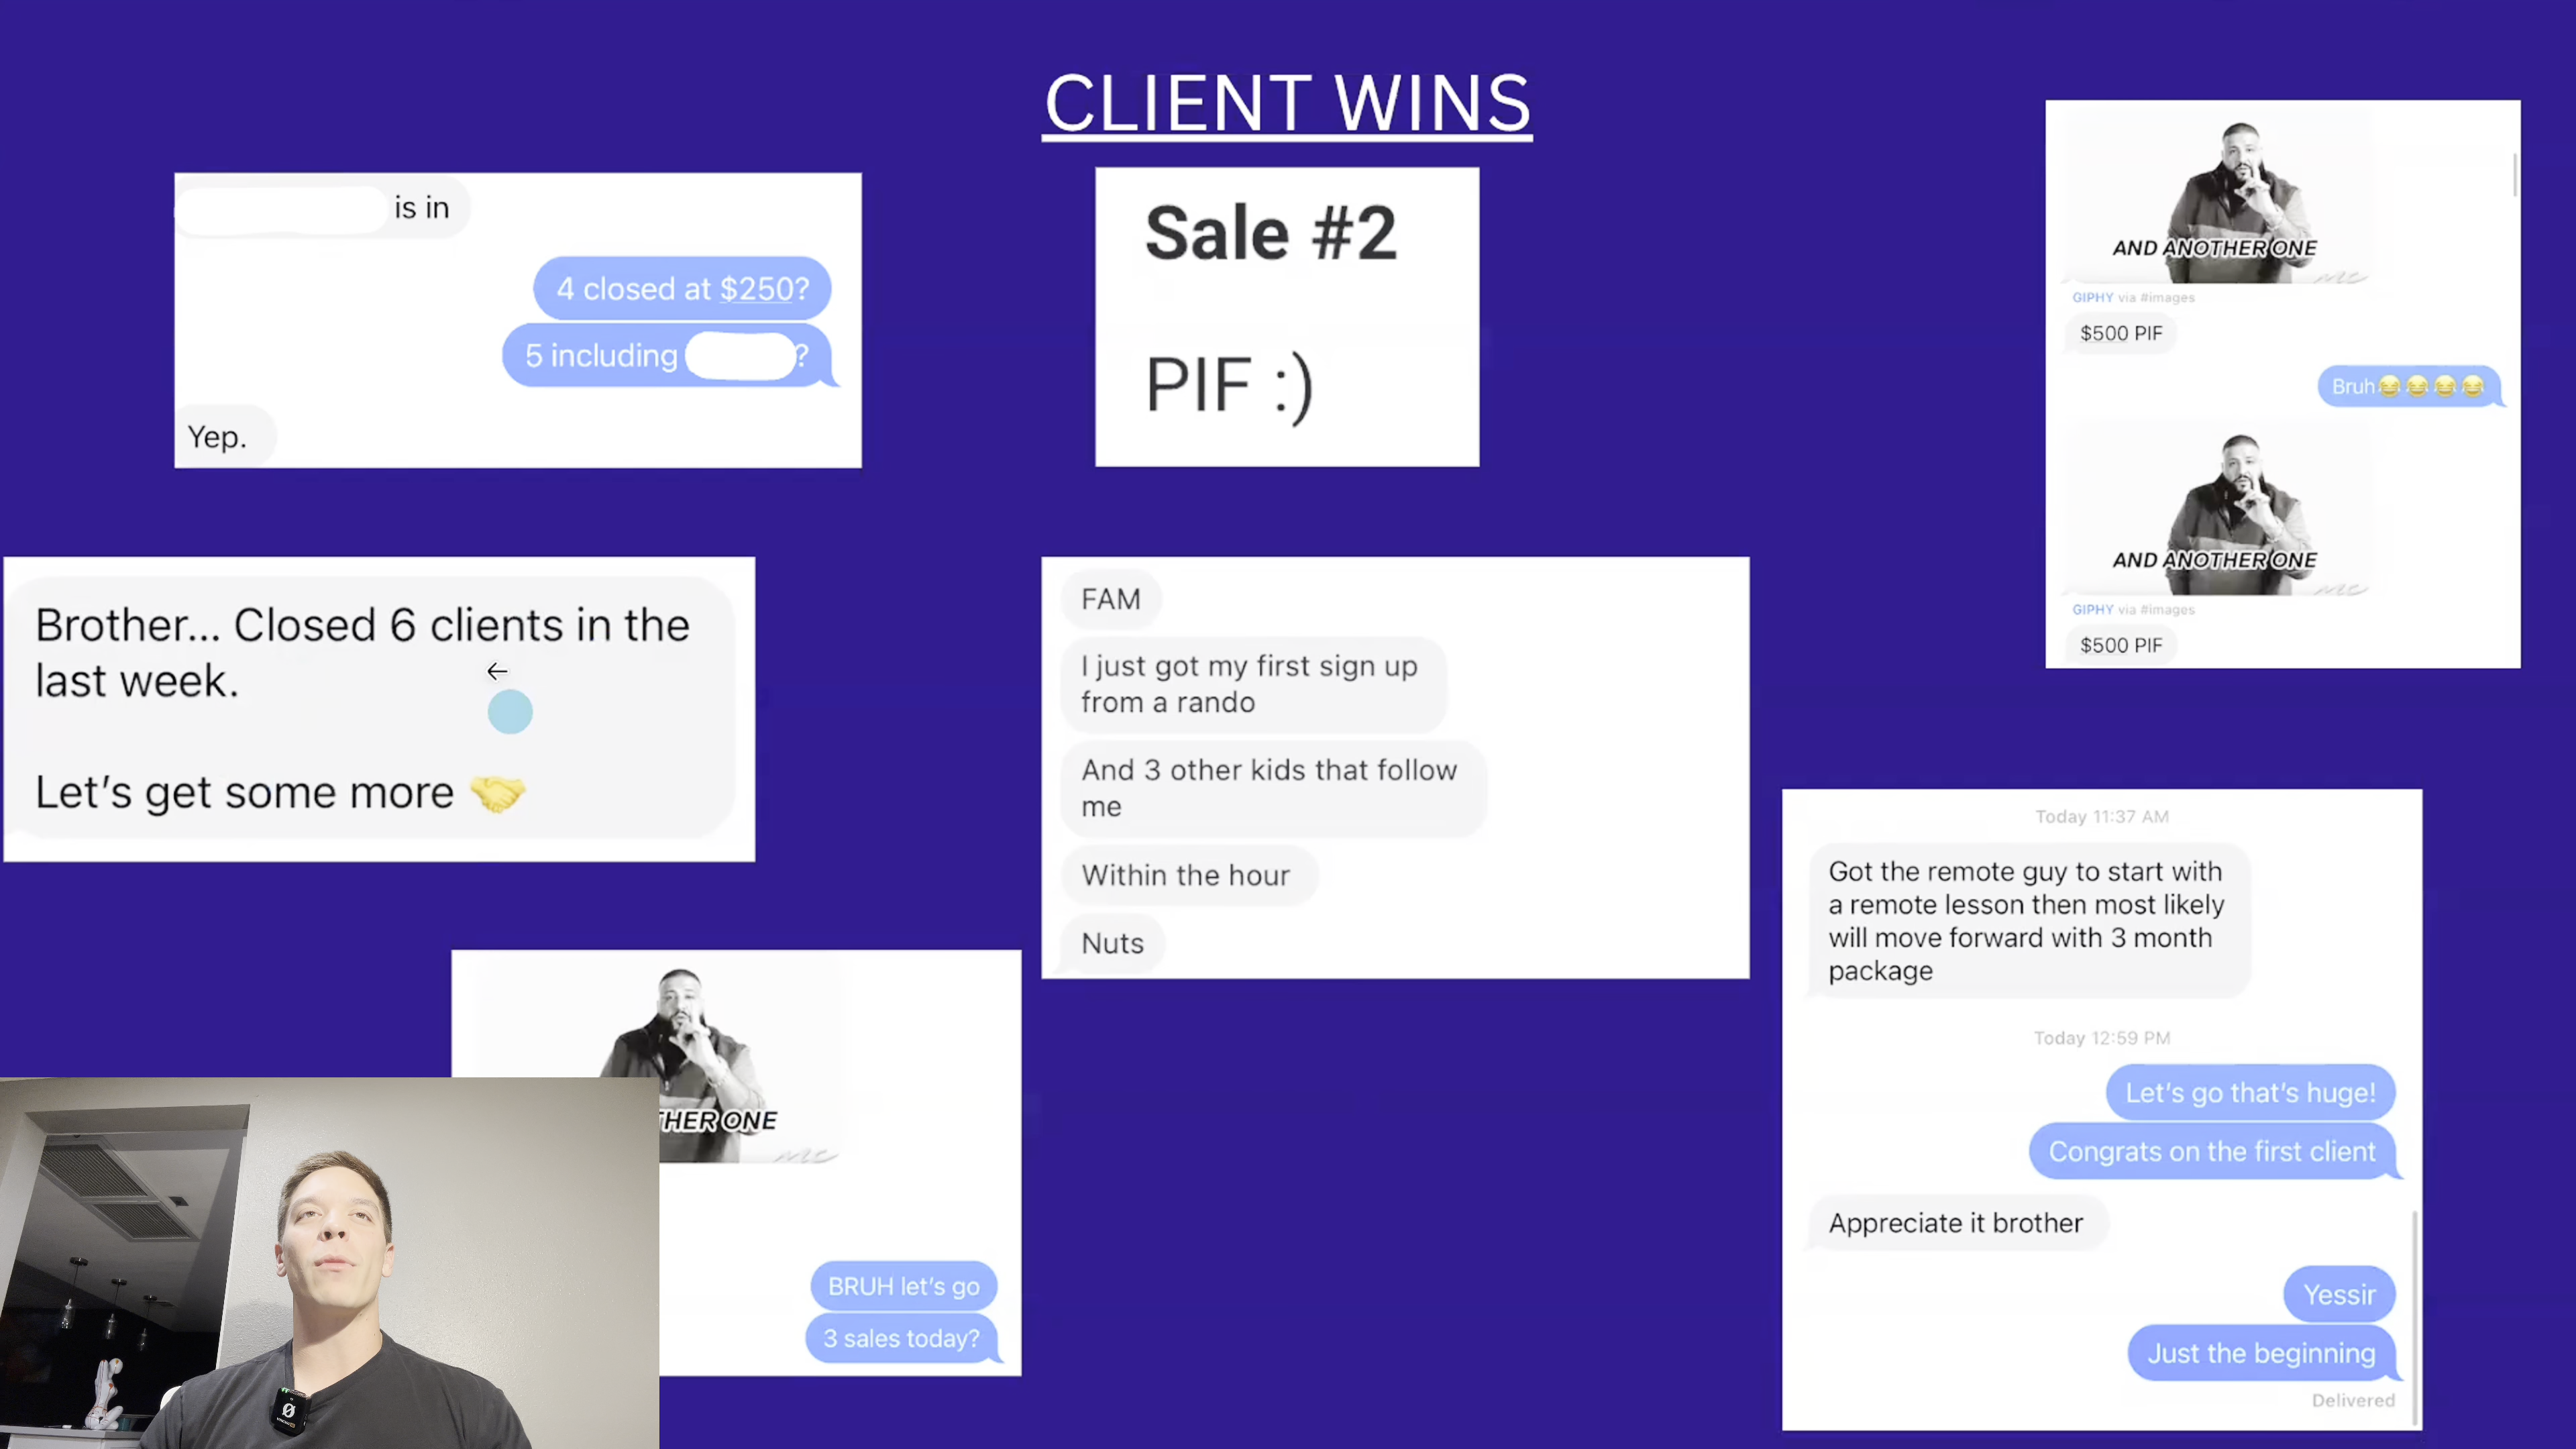 CLIENT WINS
is in
4 closed at $250?
5 including ?
Yep.
Sale #2
PIF :)
AND ANOTHER ONE
GIPHY via #images
$500 PIF
Bruh😂😂😂😂
AND ANOTHER ONE
GIPHY via #images
$500 PIF
Brother... Closed 6 clients in the
last week.
Let's get some more 🤝
FAM
I just got my first sign up
from a rando
And 3 other kids that follow
me
Within the hour
Nuts
Today 11:37 AM
Got the remote guy to start with
a remote lesson then most likely
will move forward with 3 month
package
Today 12:59 PM
Let's go that's huge!
Congrats on the first client
Appreciate it brother
Yessir
Just the beginning
Delivered
THER ONE
BRUH let's go
3 sales today?